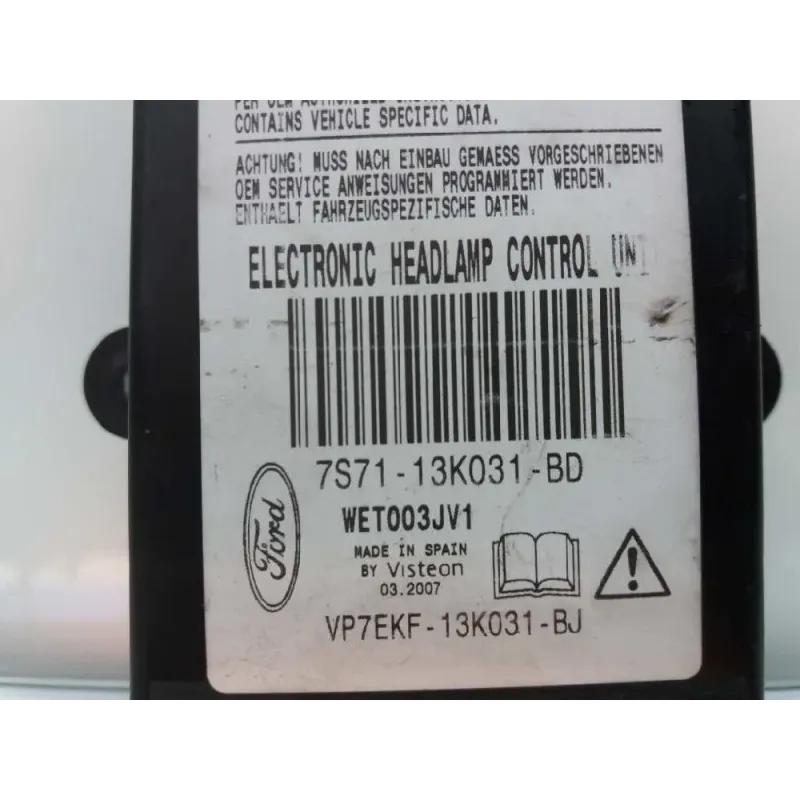 CONTAINS VEHICLE SPECIFIC DATA.
ACHTUNG! MUSS NACH EINBAU GEMAESS VORGESCHRIEBENEN
OEM SERVICE ANWEISUNGEN PROGRAMMIERT WERDEN.
ENTHAELT FAHRZEUGSPEZIFISCHE DATEN.
ELECTRONIC HEADLAMP CONTROL UNI
7S71-13K031-BD
Ford
WET003JV1
MADE IN SPAIN
BY Visteon
03.2007
VP7EKF-13K031-BJ